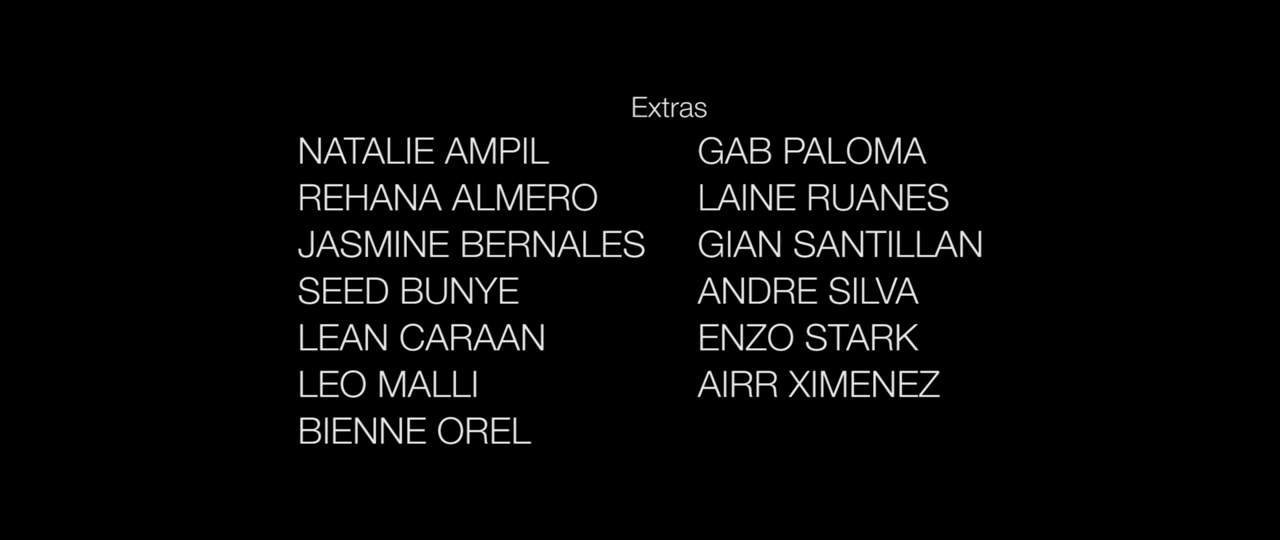 Extras
NATALIE AMPIL
REHANA ALMERO
JASMINE BERNALES
SEED BUNYE
LEAN CARAAN
LEO MALLI
BIENNE OREL
GAB PALOMA
LAINE RUANES
GIAN SANTILLAN
ANDRE SILVA
ENZO STARK
AIRR XIMENEZ